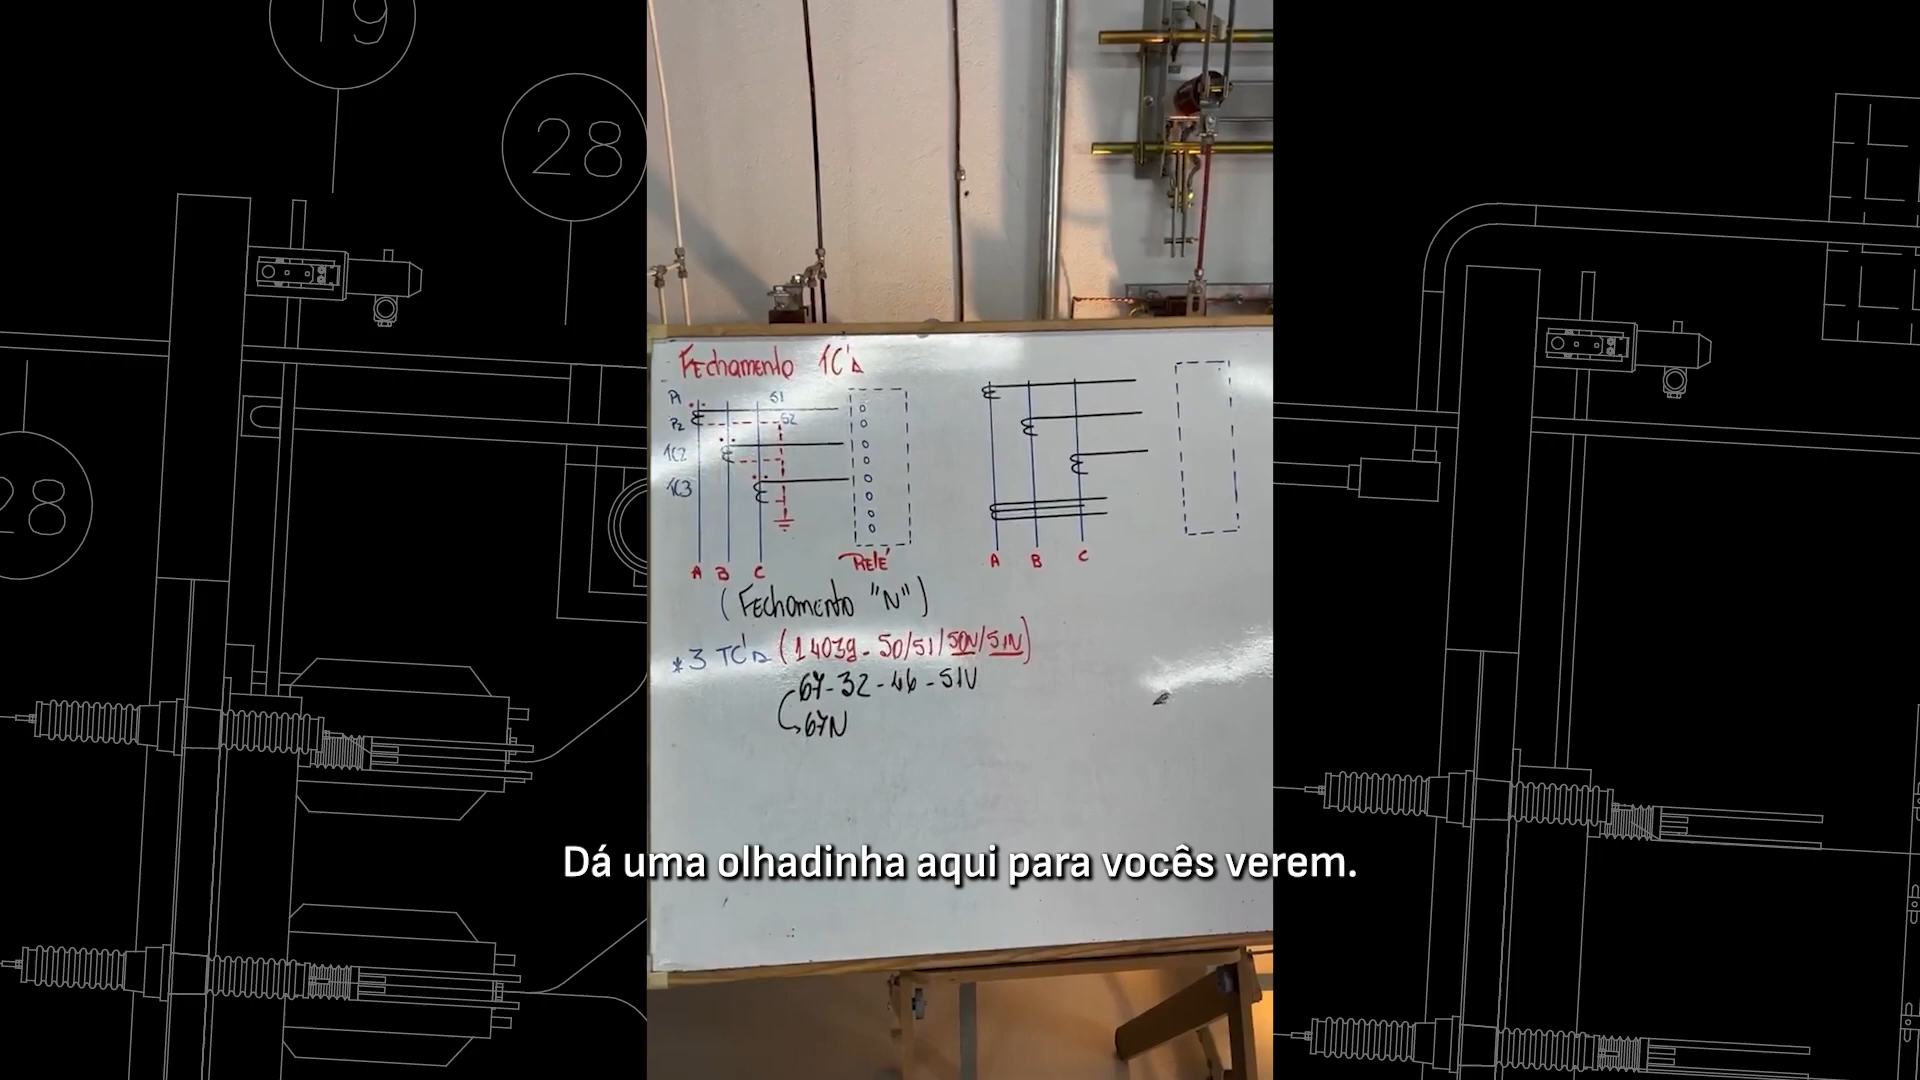 19
28
28
Fechamento TC's
P1
S1
P2
S2
TC2
TC3
A B C
Relé
A B C
(Fechamento "N")
*3 TC's (14039 - 50/51/50N/51N)
67-32-46-51V
67N
Dá uma olhadinha aqui para vocês verem.